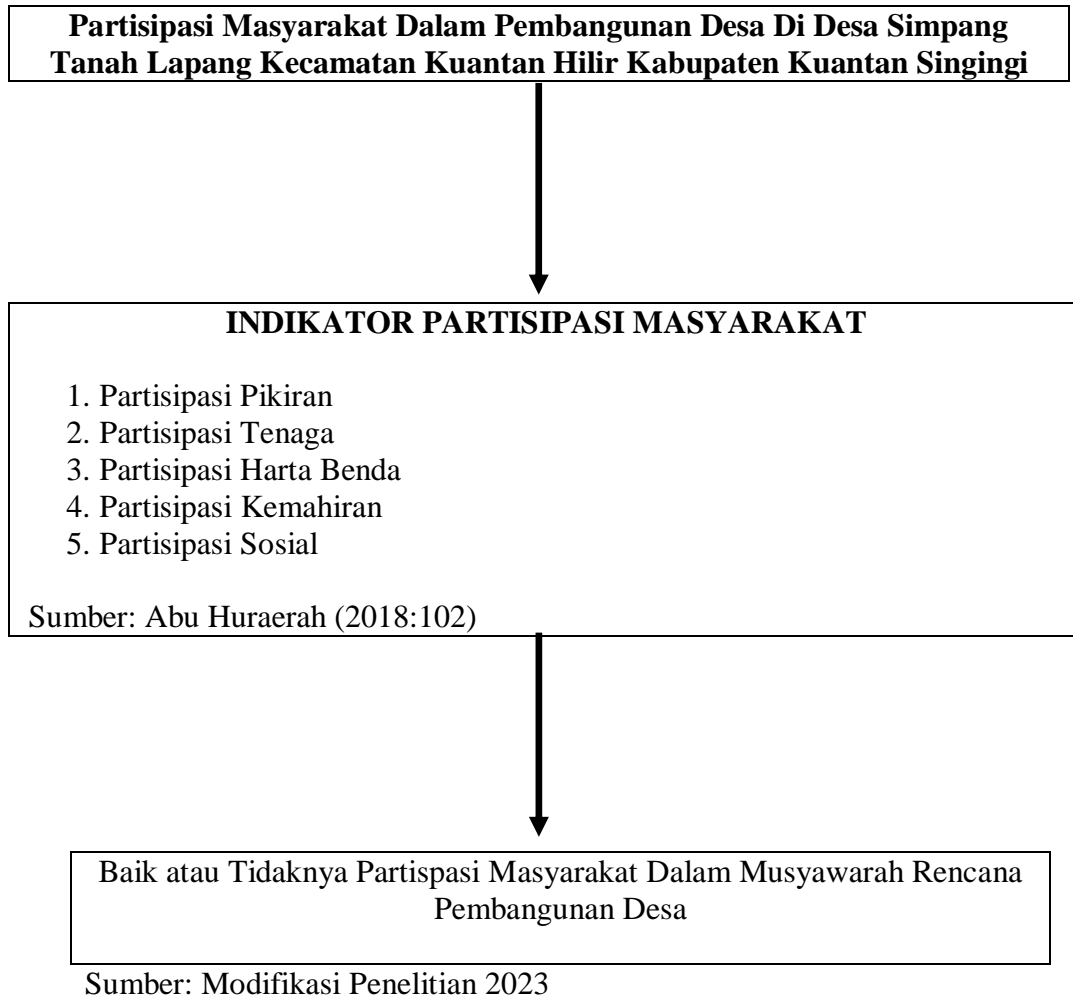 Partisipasi Masyarakat Dalam Pembangunan Desa Di Desa Simpang
Tanah Lapang Kecamatan Kuantan Hilir Kabupaten Kuantan Singingi
INDIKATOR PARTISIPASI MASYARAKAT
1. Partisipasi Pikiran
2. Partisipasi Tenaga
3. Partisipasi Harta Benda
4. Partisipasi Kemahiran
5. Partisipasi Sosial
Sumber: Abu Huraerah (2018:102)
Baik atau Tidaknya Partispasi Masyarakat Dalam Musyawarah Rencana
Pembangunan Desa
Sumber: Modifikasi Penelitian 2023